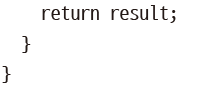 return result;
  }
}